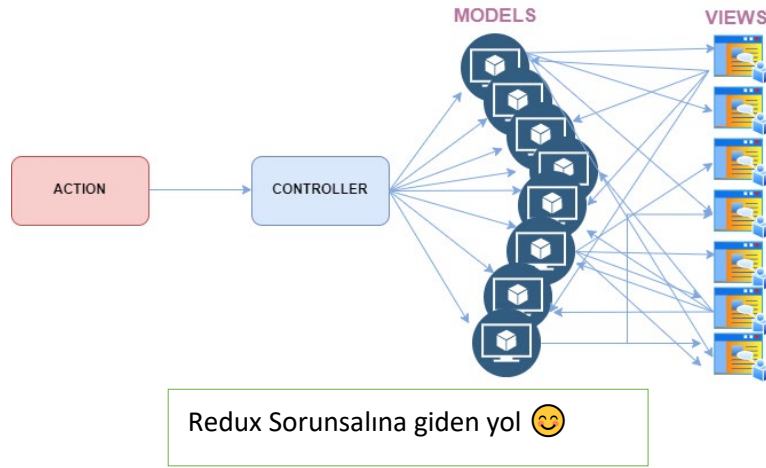 MODELS
VIEWS
ACTION
CONTROLLER
Redux Sorunsalına giden yol 😊